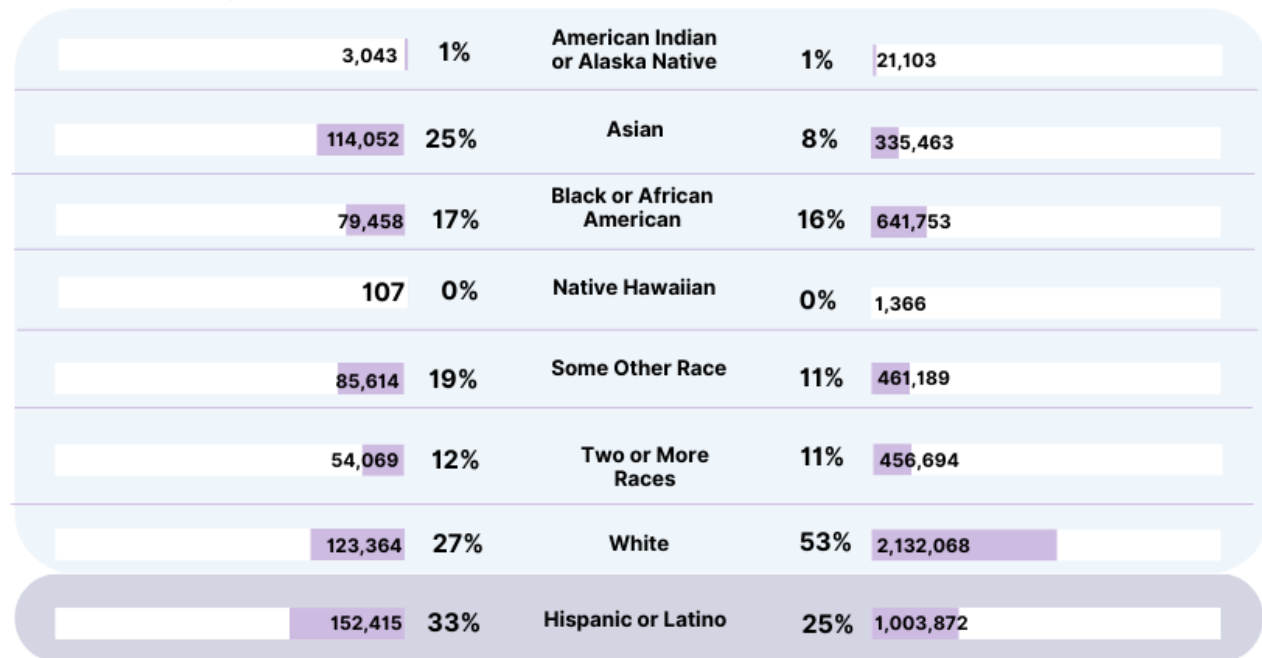 3,043 1% American Indian
or Alaska Native 1% 21,103
114,052 25% Asian 8% 335,463
79,458 17% Black or African
American 16% 641,753
107 0% Native Hawaiian 0% 1,366
85,614 19% Some Other Race 11% 461,189
54,069 12% Two or More
Races 11% 456,694
123,364 27% White 53% 2,132,068
152,415 33% Hispanic or Latino 25% 1,003,872